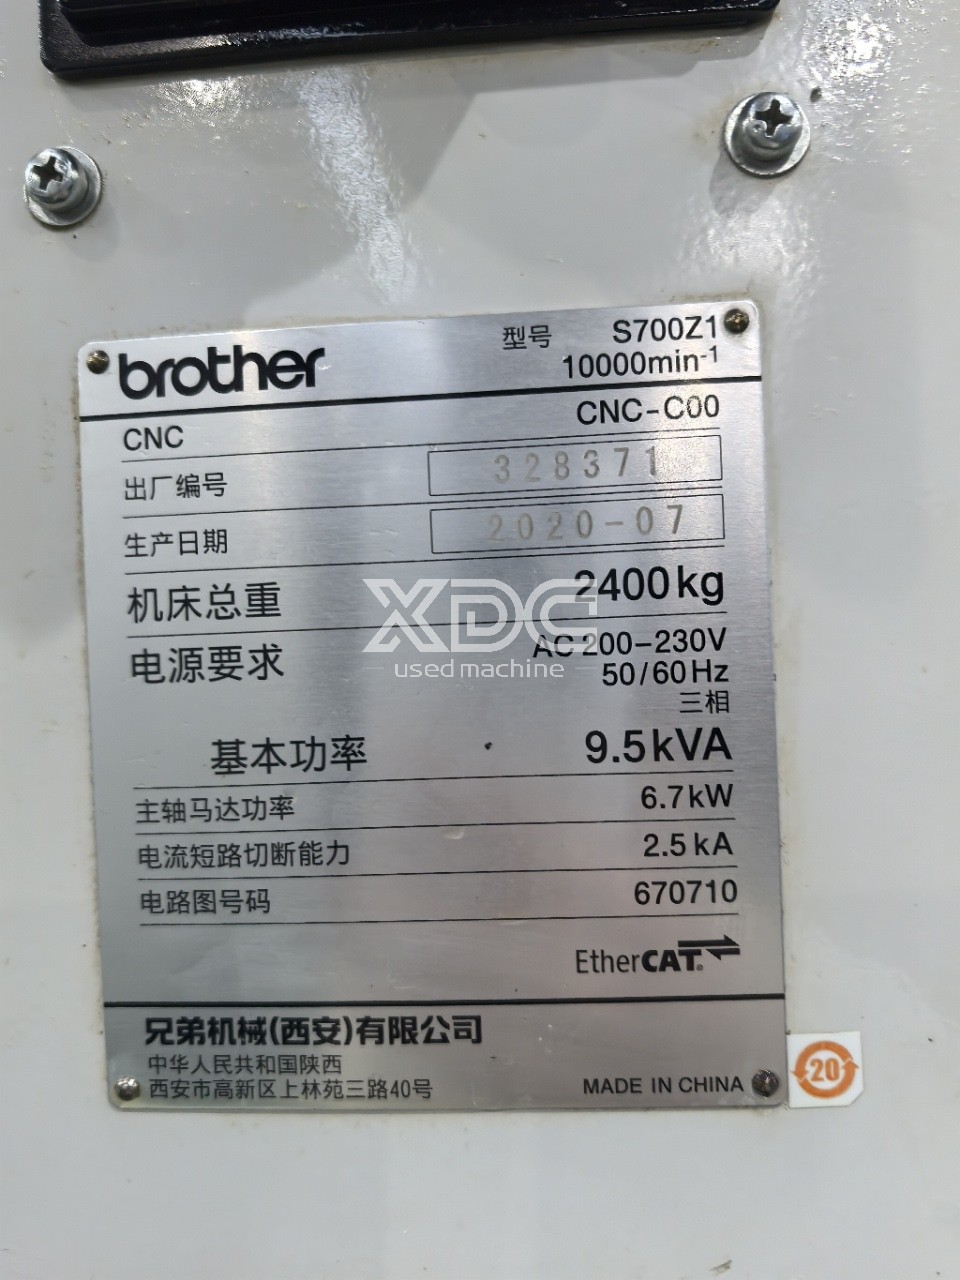 brother
型号 S700Z1
10000min-1
CNC CNC-C00
出厂编号 328371
生产日期 2020-07
机床总重 2400kg
电源要求 AC 200-230V
50/60Hz
三相
基本功率 9.5kVA
主轴马达功率 6.7kW
电流短路切断能力 2.5kA
电路图号码 670710
EtherCAT
兄弟机械(西安)有限公司
中华人民共和国陕西
西安市高新区上林苑三路40号
MADE IN CHINA
20
XDC
used machine